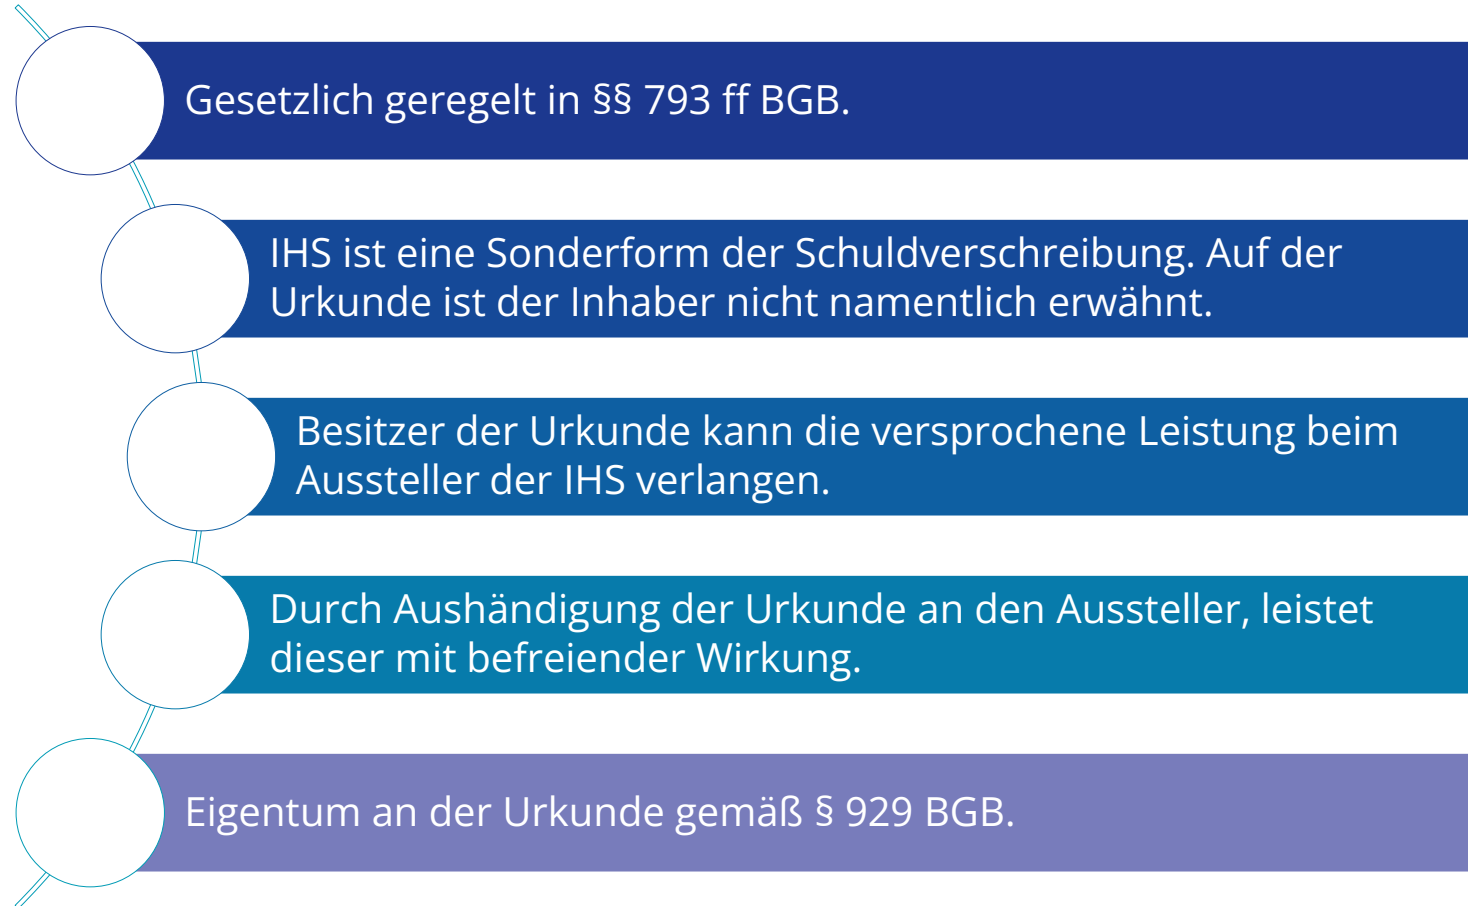 Gesetzlich geregelt in §§ 793 ff BGB.
IHS ist eine Sonderform der Schuldverschreibung. Auf der
Urkunde ist der Inhaber nicht namentlich erwähnt.
Besitzer der Urkunde kann die versprochene Leistung beim
Aussteller der IHS verlangen.
Durch Aushändigung der Urkunde an den Aussteller, leistet
dieser mit befreiender Wirkung.
Eigentum an der Urkunde gemäß § 929 BGB.